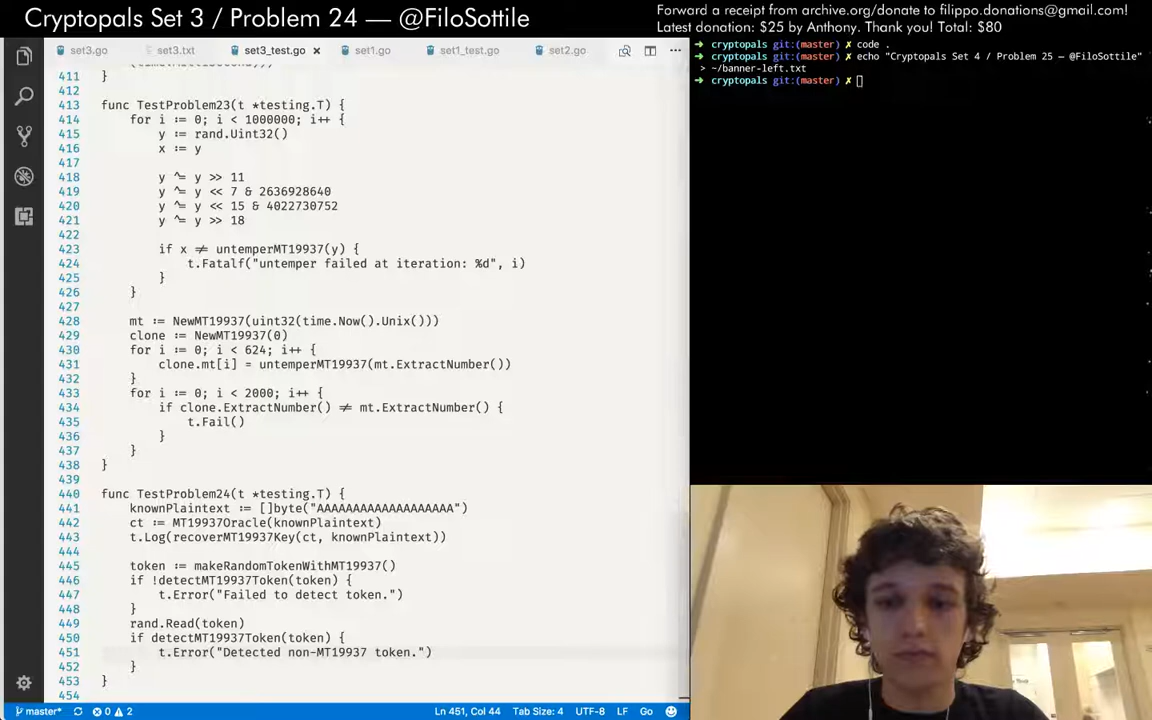 Cryptopals Set 3 / Problem 24 — @FiloSottile
Forward a receipt from archive.org/donate to filippo.donations@gmail.com!
Latest donation: $25 by Anthony. Thank you! Total: $80
set3.go
set3.txt
set3_test.go
set1.go
set1_test.go
set2.go
411 }
412
413 func TestProblem23(t *testing.T) {
414 for i := 0; i < 1000000; i++ {
415 y := rand.Uint32()
416 x := y
417
418 y ^= y >> 11
419 y ^= y << 7 & 2636928640
420 y ^= y << 15 & 4022730752
421 y ^= y >> 18
422
423 if x != untemperMT19937(y) {
424 t.Fatalf("untemper failed at iteration: %d", i)
425 }
426 }
427
428 mt := NewMT19937(uint32(time.Now().Unix()))
429 clone := NewMT19937(0)
430 for i := 0; i < 624; i++ {
431 clone.mt[i] = untemperMT19937(mt.ExtractNumber())
432 }
433 for i := 0; i < 2000; i++ {
434 if clone.ExtractNumber() != mt.ExtractNumber() {
435 t.Fail()
436 }
437 }
438 }
439
440 func TestProblem24(t *testing.T) {
441 knownPlaintext := []byte("AAAAAAAAAAAAAAAAAAA")
442 ct := MT19937Oracle(knownPlaintext)
443 t.Log(recoverMT19937Key(ct, knownPlaintext))
444
445 token := makeRandomTokenWithMT19937()
446 if !detectMT19937Token(token) {
447 t.Error("Failed to detect token.")
448 }
449 rand.Read(token)
450 if detectMT19937Token(token) {
451 t.Error("Detected non-MT19937 token.")
452 }
453 }
454
master* 0 2 Ln 451, Col 44 Tab Size: 4 UTF-8 LF Go
➜ cryptopals git:(master) ✗ code .
➜ cryptopals git:(master) ✗ echo "Cryptopals Set 4 / Problem 25 — @FiloSottile"
> ~/banner-left.txt
➜ cryptopals git:(master) ✗